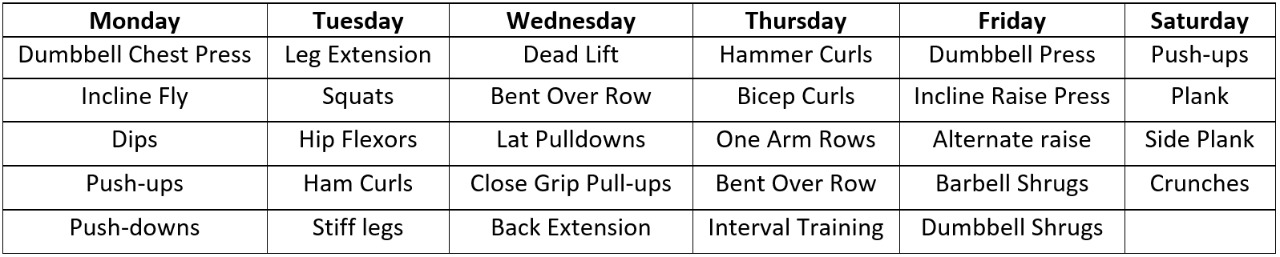 Monday Tuesday Wednesday Thursday Friday Saturday
Dumbbell Chest Press Leg Extension Dead Lift Hammer Curls Dumbbell Press Push-ups
Incline Fly Squats Bent Over Row Bicep Curls Incline Raise Press Plank
Dips Hip Flexors Lat Pulldowns One Arm Rows Alternate raise Side Plank
Push-ups Ham Curls Close Grip Pull-ups Bent Over Row Barbell Shrugs Crunches
Push-downs Stiff legs Back Extension Interval Training Dumbbell Shrugs